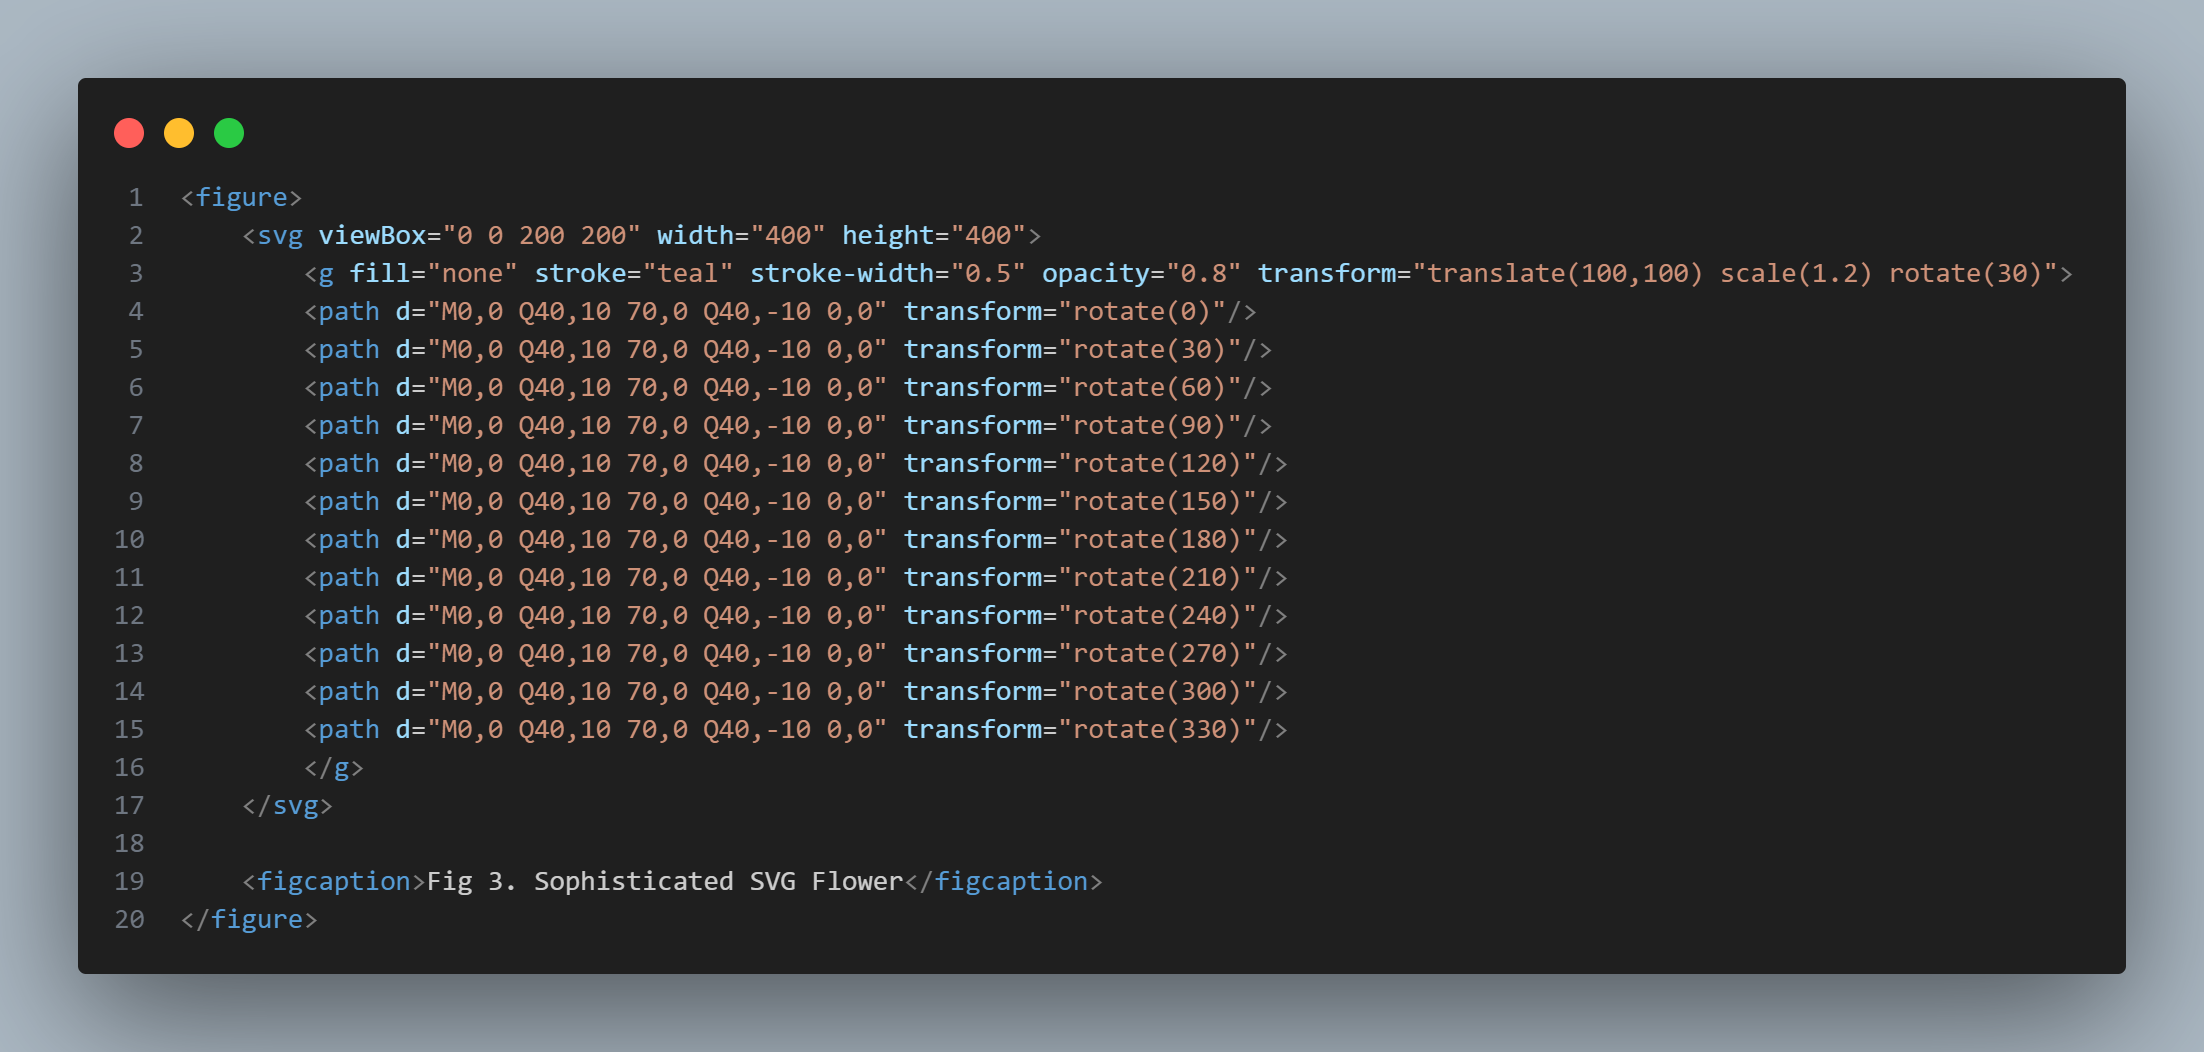 1 <figure>
2     <svg viewBox="0 0 200 200" width="400" height="400">
3         <g fill="none" stroke="teal" stroke-width="0.5" opacity="0.8" transform="translate(100,100) scale(1.2) rotate(30)">
4         <path d="M0,0 Q40,10 70,0 Q40,-10 0,0" transform="rotate(0)"/>
5         <path d="M0,0 Q40,10 70,0 Q40,-10 0,0" transform="rotate(30)"/>
6         <path d="M0,0 Q40,10 70,0 Q40,-10 0,0" transform="rotate(60)"/>
7         <path d="M0,0 Q40,10 70,0 Q40,-10 0,0" transform="rotate(90)"/>
8         <path d="M0,0 Q40,10 70,0 Q40,-10 0,0" transform="rotate(120)"/>
9         <path d="M0,0 Q40,10 70,0 Q40,-10 0,0" transform="rotate(150)"/>
10         <path d="M0,0 Q40,10 70,0 Q40,-10 0,0" transform="rotate(180)"/>
11         <path d="M0,0 Q40,10 70,0 Q40,-10 0,0" transform="rotate(210)"/>
12         <path d="M0,0 Q40,10 70,0 Q40,-10 0,0" transform="rotate(240)"/>
13         <path d="M0,0 Q40,10 70,0 Q40,-10 0,0" transform="rotate(270)"/>
14         <path d="M0,0 Q40,10 70,0 Q40,-10 0,0" transform="rotate(300)"/>
15         <path d="M0,0 Q40,10 70,0 Q40,-10 0,0" transform="rotate(330)"/>
16         </g>
17     </svg>
18
19     <figcaption>Fig 3. Sophisticated SVG Flower</figcaption>
20 </figure>